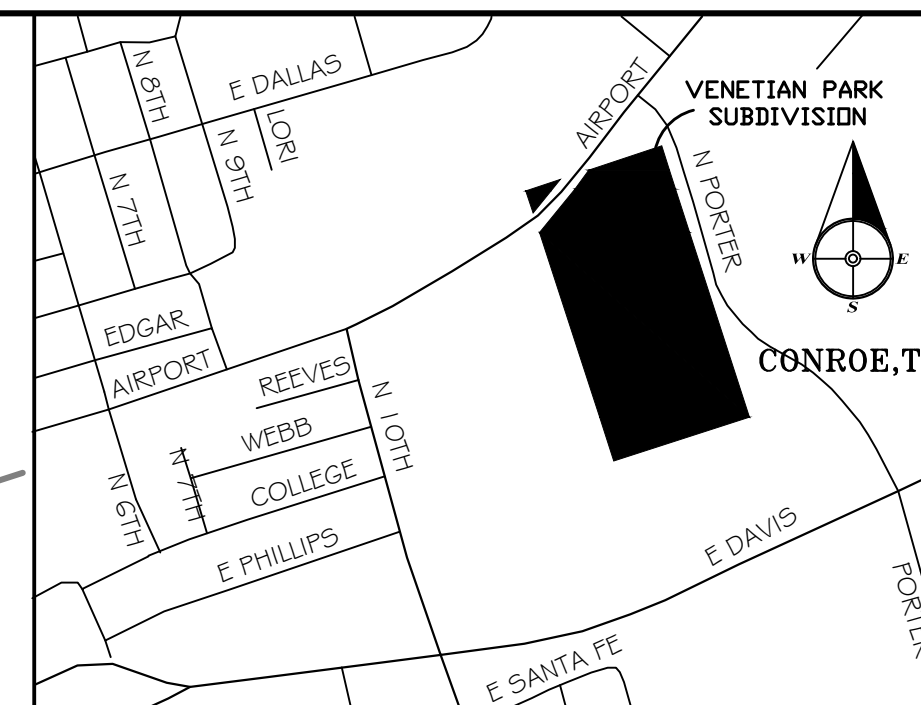 E DALLAS
N 8TH
AIRPORT
VENETIAN PARK
SUBDIVISION
LORI
N 9TH
N 7TH
N PORTER
W
E
S
EDGAR
AIRPORT
REEVES
CONROE,T
N 10TH
WEBB
N 7TH
COLLEGE
N 6TH
E PHILLIPS
E DAVIS
PORTER
E SANTA FE